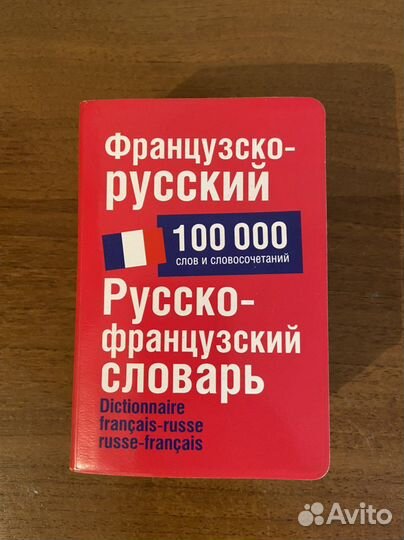 Французско-
русский
100 000
слов и словосочетаний
Русско-
французский
словарь
Dictionnaire
français-russe
russe-français
Avito